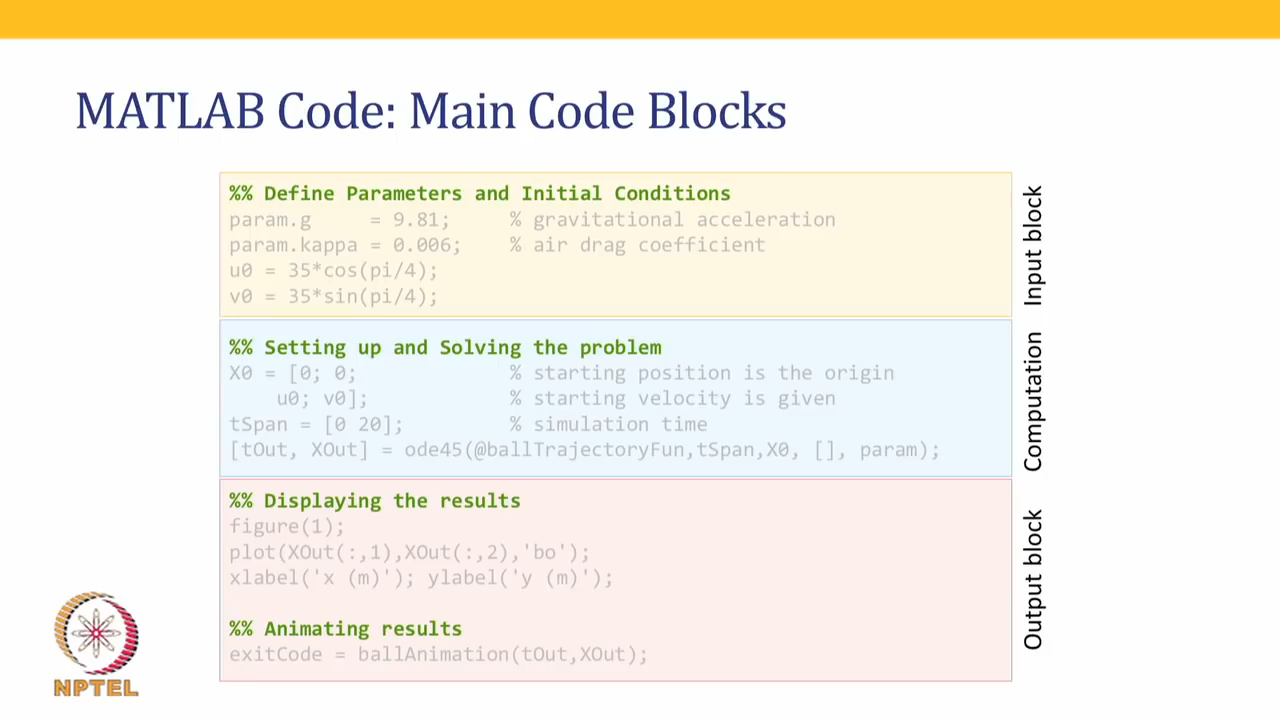 MATLAB Code: Main Code Blocks
%% Define Parameters and Initial Conditions
param.g     = 9.81;     % gravitational acceleration
param.kappa = 0.006;    % air drag coefficient
u0 = 35*cos(pi/4);
v0 = 35*sin(pi/4);
Input block
%% Setting up and Solving the problem
X0 = [0; 0;             % starting position is the origin
    u0; v0];            % starting velocity is given
tSpan = [0 20];         % simulation time
[tOut, XOut] = ode45(@ballTrajectoryFun,tSpan,X0, [], param);
Computation
%% Displaying the results
figure(1);
plot(XOut(:,1),XOut(:,2),'bo');
xlabel('x (m)'); ylabel('y (m)');
%% Animating results
exitCode = ballAnimation(tOut,XOut);
Output block
NPTEL